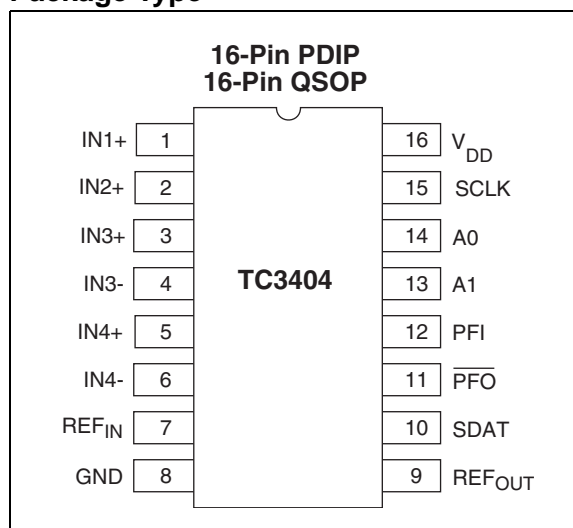 Package Type
16-Pin PDIP
16-Pin QSOP
IN1+ 1 16 VDD
IN2+ 2 15 SCLK
IN3+ 3 14 A0
IN3- 4 TC3404 13 A1
IN4+ 5 12 PFI
IN4- 6 11 P̅F̅O̅
REFIN 7 10 SDAT
GND 8 9 REFOUT